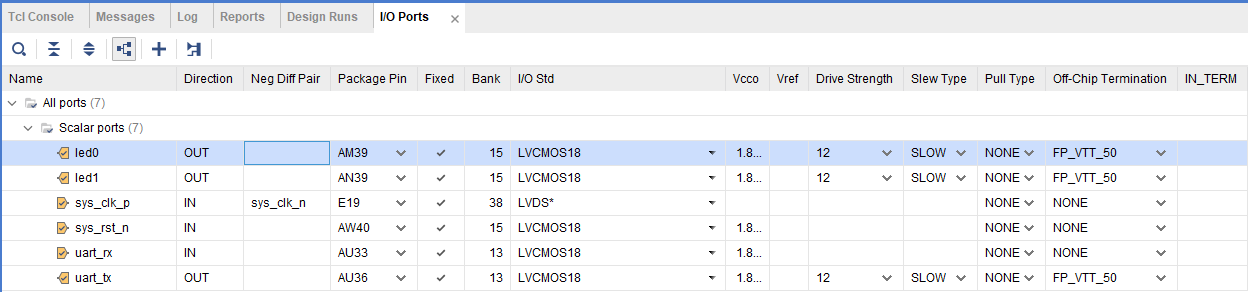 Tcl Console Messages Log Reports Design Runs I/O Ports
Name Direction Neg Diff Pair Package Pin Fixed Bank I/O Std Vcco Vref Drive Strength Slew Type Pull Type Off-Chip Termination IN_TERM
All ports (7)
Scalar ports (7)
led0 OUT AM39 15 LVCMOS18 1.8... 12 SLOW NONE FP_VTT_50
led1 OUT AN39 15 LVCMOS18 1.8... 12 SLOW NONE FP_VTT_50
sys_clk_p IN sys_clk_n E19 38 LVDS* NONE NONE
sys_rst_n IN AW40 15 LVCMOS18 1.8... NONE NONE
uart_rx IN AU33 13 LVCMOS18 1.8... NONE NONE
uart_tx OUT AU36 13 LVCMOS18 1.8... 12 SLOW NONE FP_VTT_50